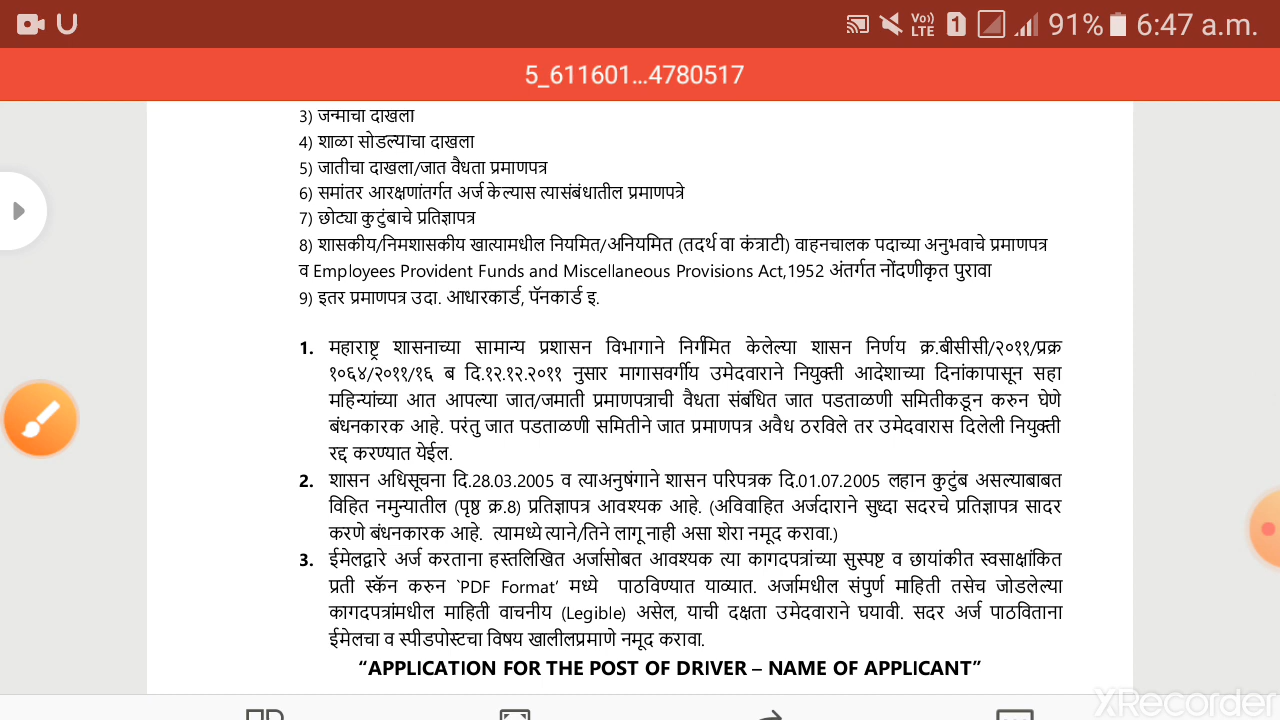 Vo))
LTE 1 91% 6:47 a.m.
5_611601...4780517
3) जन्माचा दाखला
4) शाळा सोडल्याचा दाखला
5) जातीचा दाखला/जात वैधता प्रमाणपत्र
6) समांतर आरक्षणांतर्गत अर्ज केल्यास त्यासंबंधातील प्रमाणपत्रे
7) छोट्या कुटुंबाचे प्रतिज्ञापत्र
8) शासकीय/निमशासकीय खात्यामधील नियमित/अनियमित (तदर्थ वा कंत्राटी) वाहनचालक पदाच्या अनुभवाचे प्रमाणपत्र
व Employees Provident Funds and Miscellaneous Provisions Act,1952 अंतर्गत नोंदणीकृत पुरावा
9) इतर प्रमाणपत्र उदा. आधारकार्ड, पॅनकार्ड इ.
1. महाराष्ट्र शासनाच्या सामान्य प्रशासन विभागाने निर्गमित केलेल्या शासन निर्णय क्र.बीसीसी/२०११/प्रक्र
१०६४/२०११/१६ ब दि.१२.१२.२०११ नुसार मागासवर्गीय उमेदवाराने नियुक्ती आदेशाच्या दिनांकापासून सहा
महिन्यांच्या आत आपल्या जात/जमाती प्रमाणपत्राची वैधता संबंधित जात पडताळणी समितीकडून करुन घेणे
बंधनकारक आहे. परंतु जात पडताळणी समितीने जात प्रमाणपत्र अवैध ठरविले तर उमेदवारास दिलेली नियुक्ती
रद्द करण्यात येईल.
2. शासन अधिसूचना दि.28.03.2005 व त्याअनुषंगाने शासन परिपत्रक दि.01.07.2005 लहान कुटुंब असल्याबाबत
विहित नमुन्यातील (पृष्ठ क्र.8) प्रतिज्ञापत्र आवश्यक आहे. (अविवाहित अर्जदाराने सुध्दा सदरचे प्रतिज्ञापत्र सादर
करणे बंधनकारक आहे. त्यामध्ये त्याने/तिने लागू नाही असा शेरा नमूद करावा.)
3. ईमेलद्वारे अर्ज करताना हस्तलिखित अर्जासोबत आवश्यक त्या कागदपत्रांच्या सुस्पष्ट व छायांकीत स्वसाक्षांकित
प्रती स्कॅन करुन `PDF Format’ मध्ये पाठविण्यात याव्यात. अर्जामधील संपुर्ण माहिती तसेच जोडलेल्या
कागदपत्रांमधील माहिती वाचनीय (Legible) असेल, याची दक्षता उमेदवाराने घयावी. सदर अर्ज पाठविताना
ईमेलचा व स्पीडपोस्टचा विषय खालीलप्रमाणे नमूद करावा.
“APPLICATION FOR THE POST OF DRIVER – NAME OF APPLICANT”
XRecorder